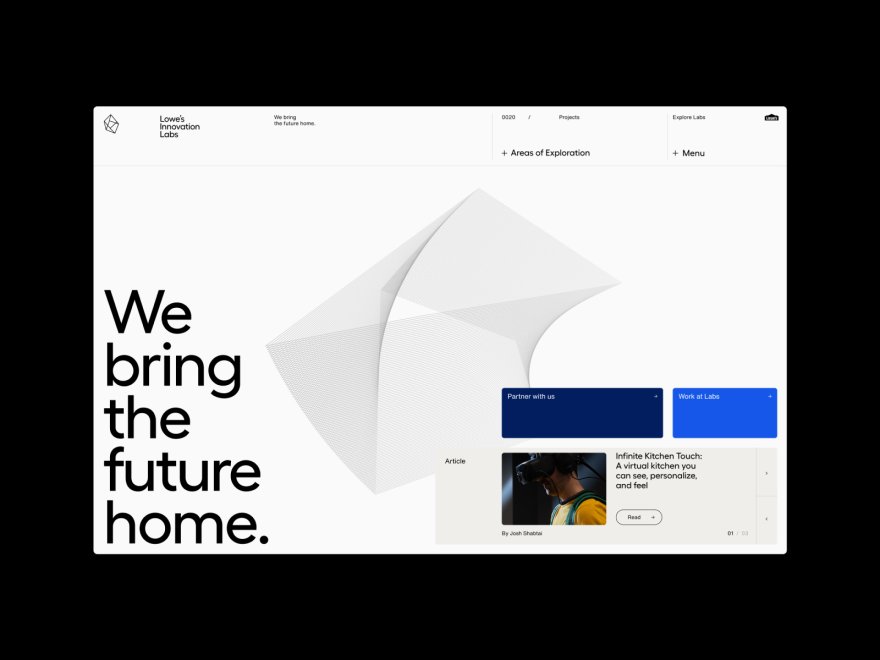 Lowe's
Innovation
Labs
We bring
the future home.
0020 / Projects
+ Areas of Exploration
Explore Labs
+ Menu
LOWE'S
We
bring
the
future
home.
Partner with us →
Work at Labs →
Article
Infinite Kitchen Touch:
A virtual kitchen you
can see, personalize,
and feel
Read →
By Josh Shabtai
01 / 03